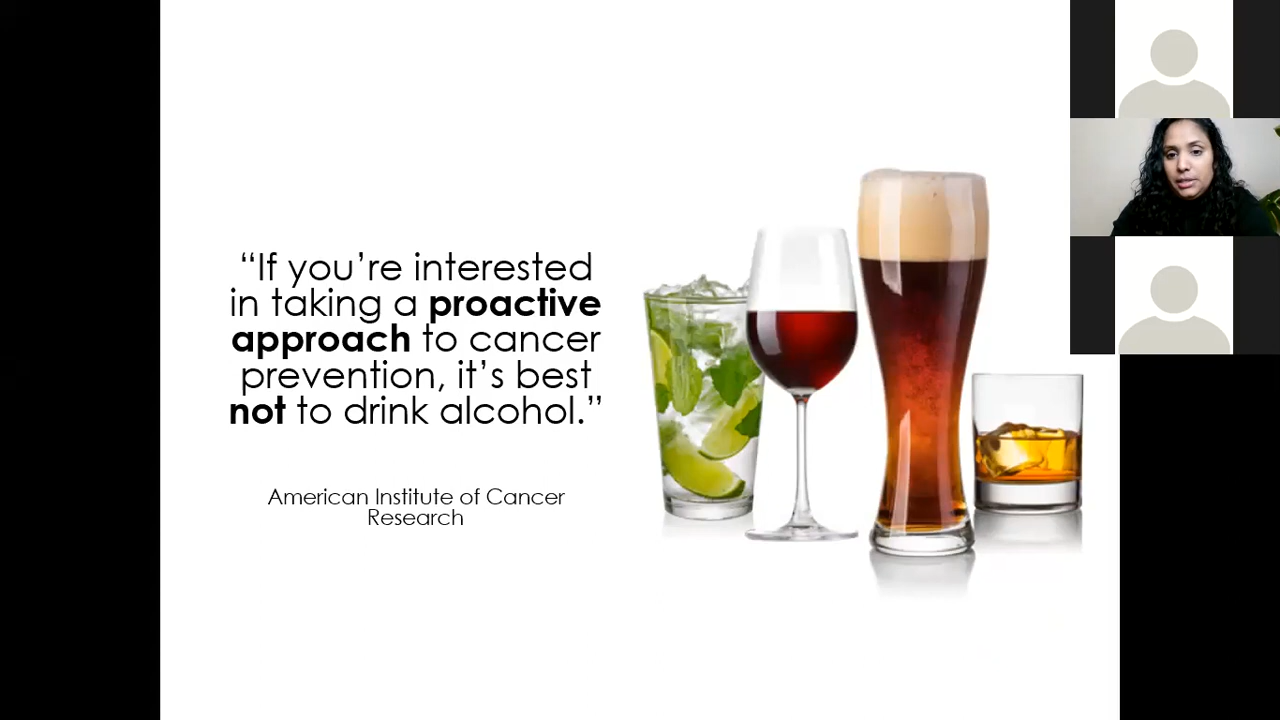 “If you’re interested
in taking a proactive
approach to cancer
prevention, it’s best
not to drink alcohol.”
American Institute of Cancer
Research